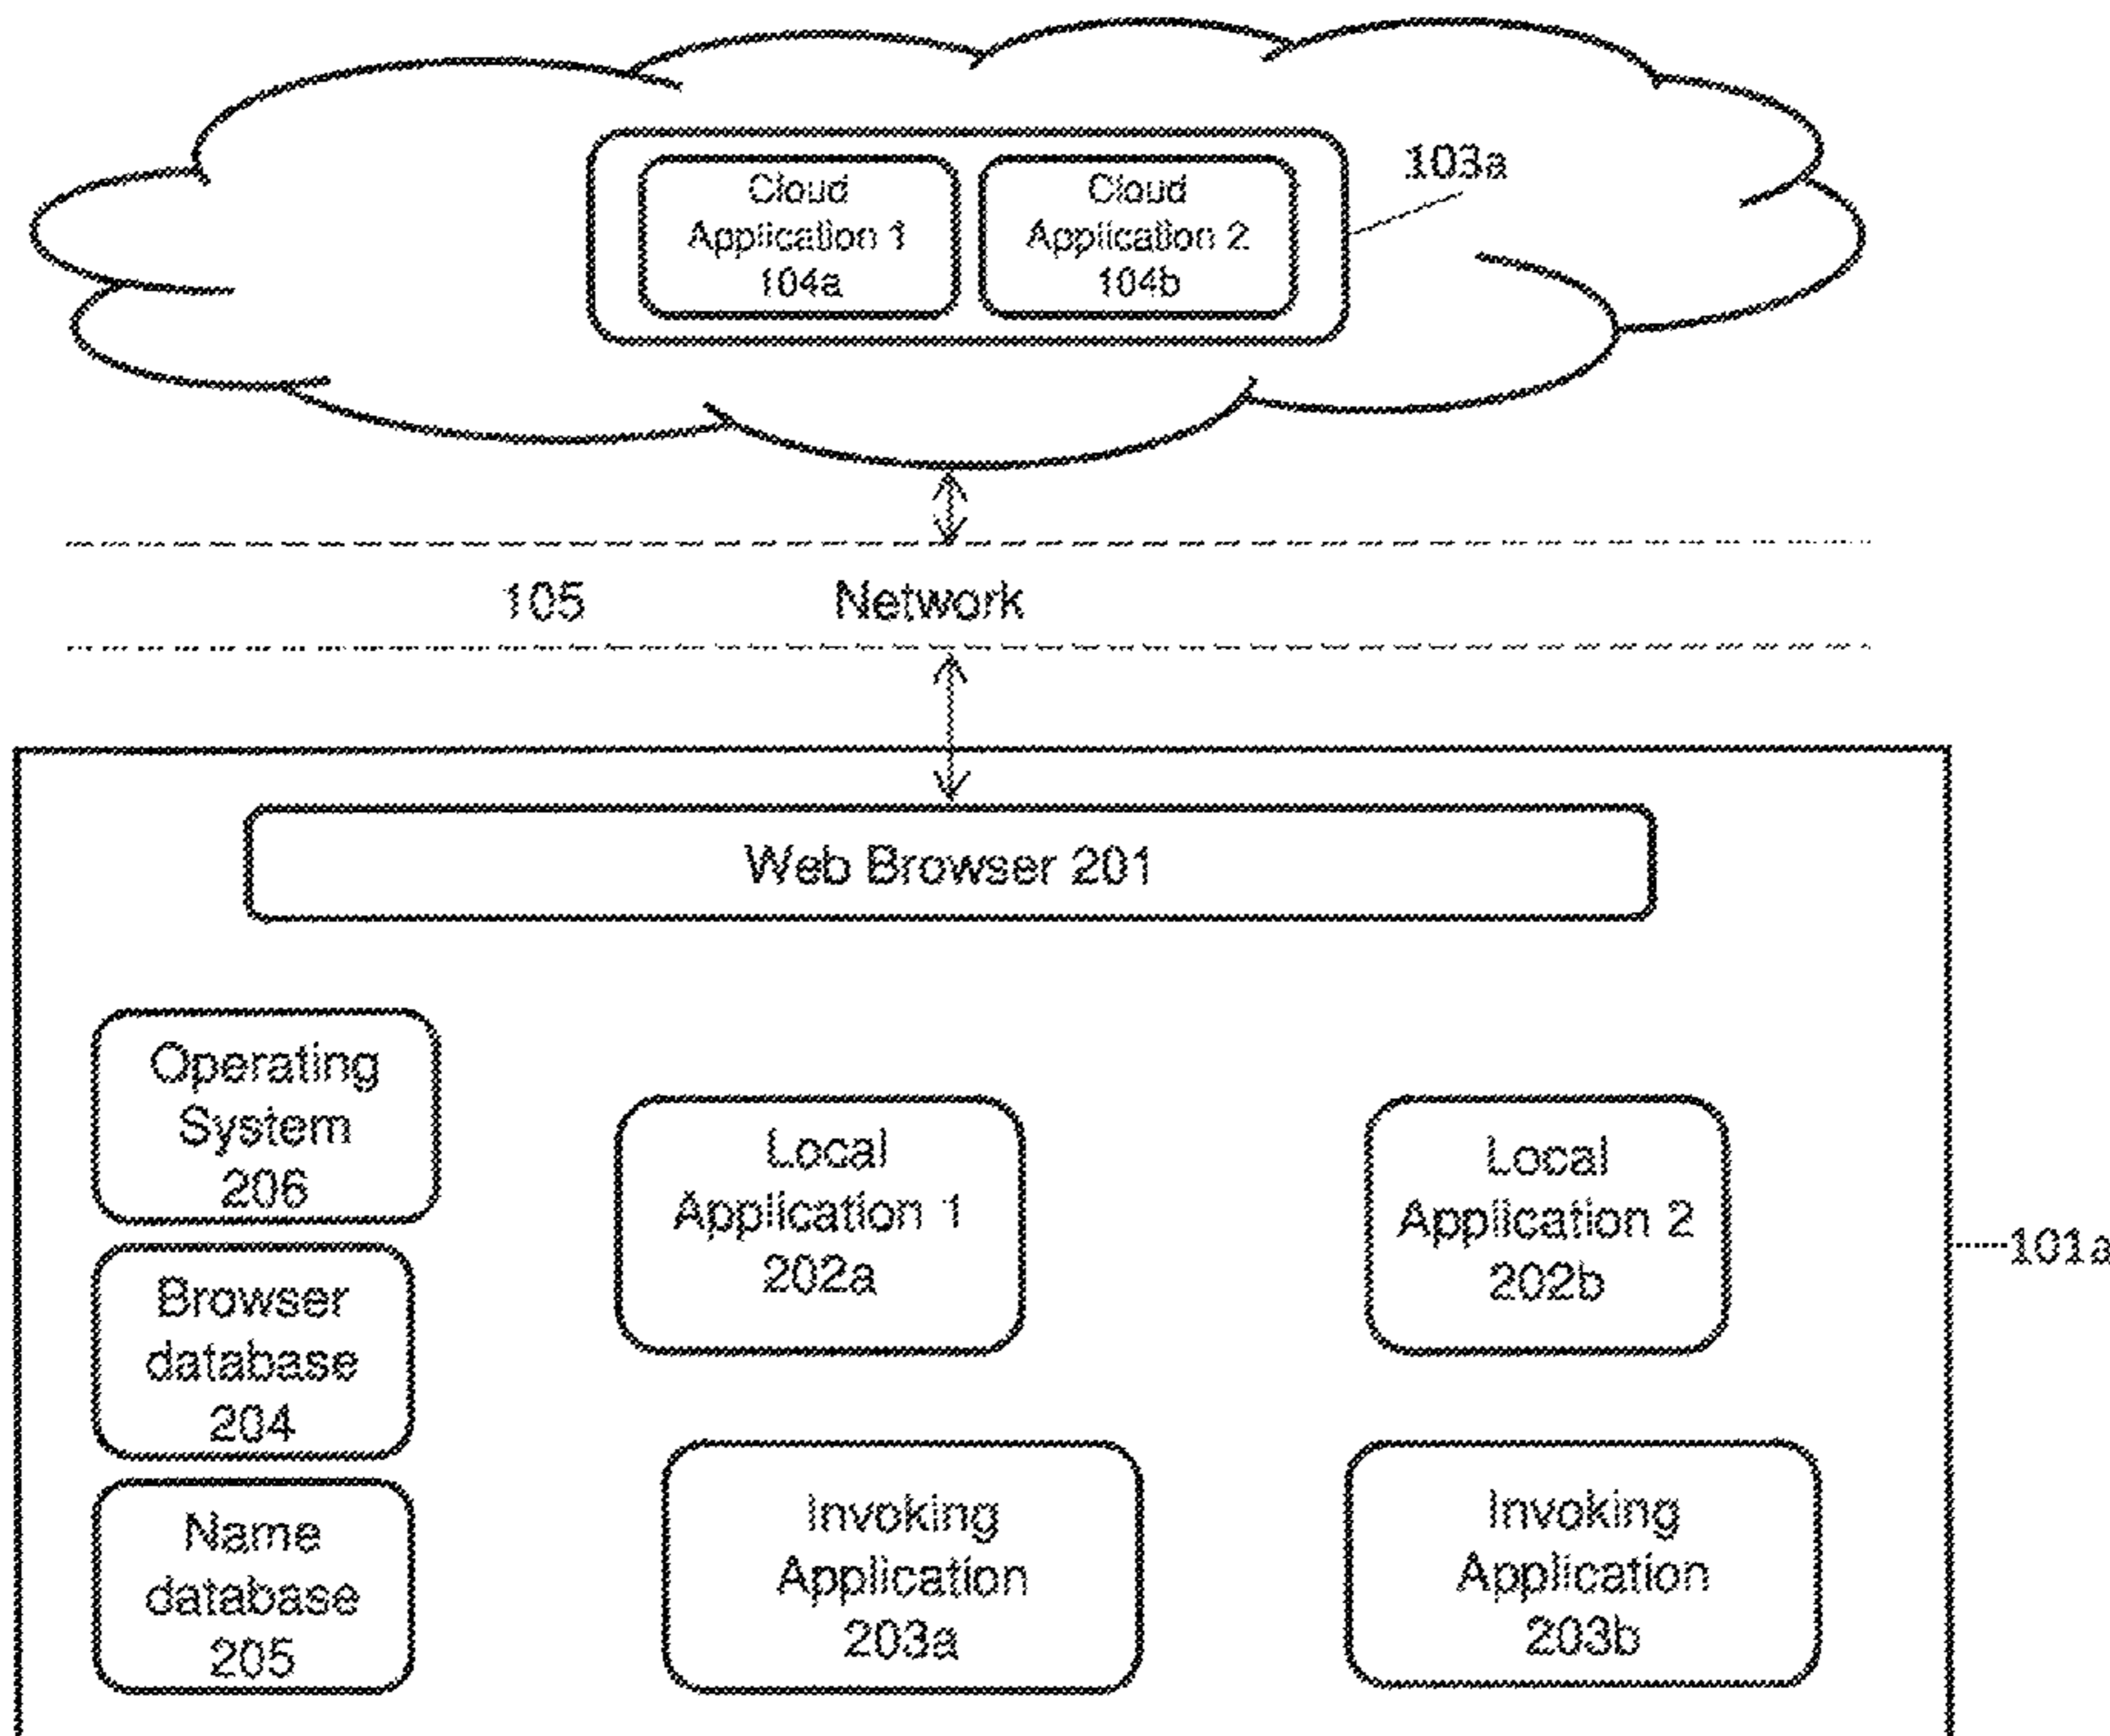 103a
Cloud
Application 1
104a
Cloud
Application 2
104b
105 Network
Web Browser 201
Operating
System
206
Local
Application 1
202a
Local
Application 2
202b
101a
Browser
database
204
Name
database
205
Invoking
Application
203a
Invoking
Application
203b